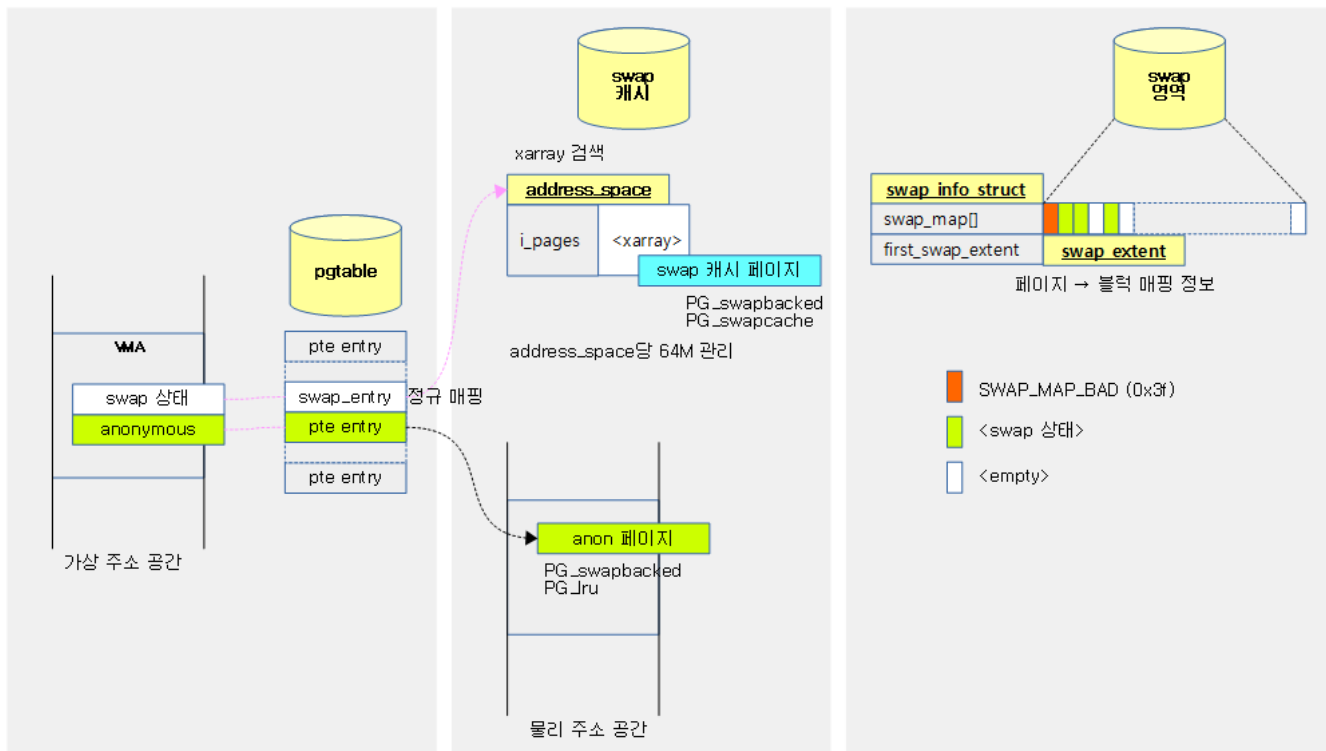 pgtable
VMA
swap 상태
anonymous
pte entry
swap_entry
정규 매핑
pte entry
pte entry
가상 주소 공간
swap
캐시
xarray 검색
address_space
i_pages
<xarray>
swap 캐시 페이지
PG_swapbacked
PG_swapcache
address_space당 64M 관리
anon 페이지
PG_swapbacked
PG_lru
물리 주소 공간
swap
영역
swap_info_struct
swap_map[]
first_swap_extent
swap_extent
페이지 → 블럭 매핑 정보
SWAP_MAP_BAD (0x3f)
<swap 상태>
<empty>